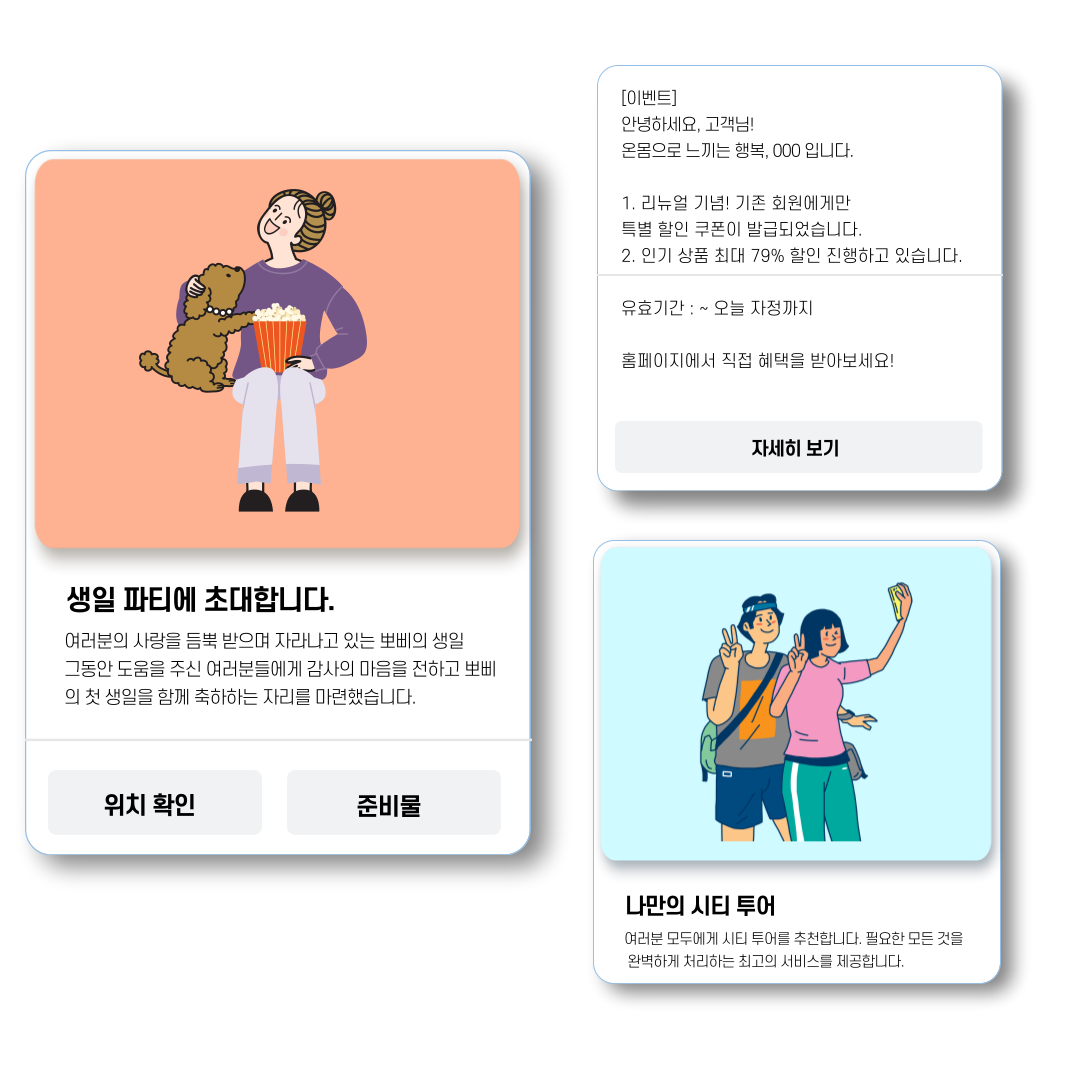 생일 파티에 초대합니다.
여러분의 사랑을 듬뿍 받으며 자라나고 있는 뽀삐의 생일
그동안 도움을 주신 여러분들에게 감사의 마음을 전하고 뽀삐
의 첫 생일을 함께 축하하는 자리를 마련했습니다.
위치 확인
준비물
[이벤트]
안녕하세요, 고객님!
온몸으로 느끼는 행복, 000 입니다.
1. 리뉴얼 기념! 기존 회원에게만
특별 할인 쿠폰이 발급되었습니다.
2. 인기 상품 최대 79% 할인 진행하고 있습니다.
유효기간 : ~ 오늘 자정까지
홈페이지에서 직접 혜택을 받아보세요!
자세히 보기
나만의 시티 투어
여러분 모두에게 시티 투어를 추천합니다. 필요한 모든 것을
완벽하게 처리하는 최고의 서비스를 제공합니다.